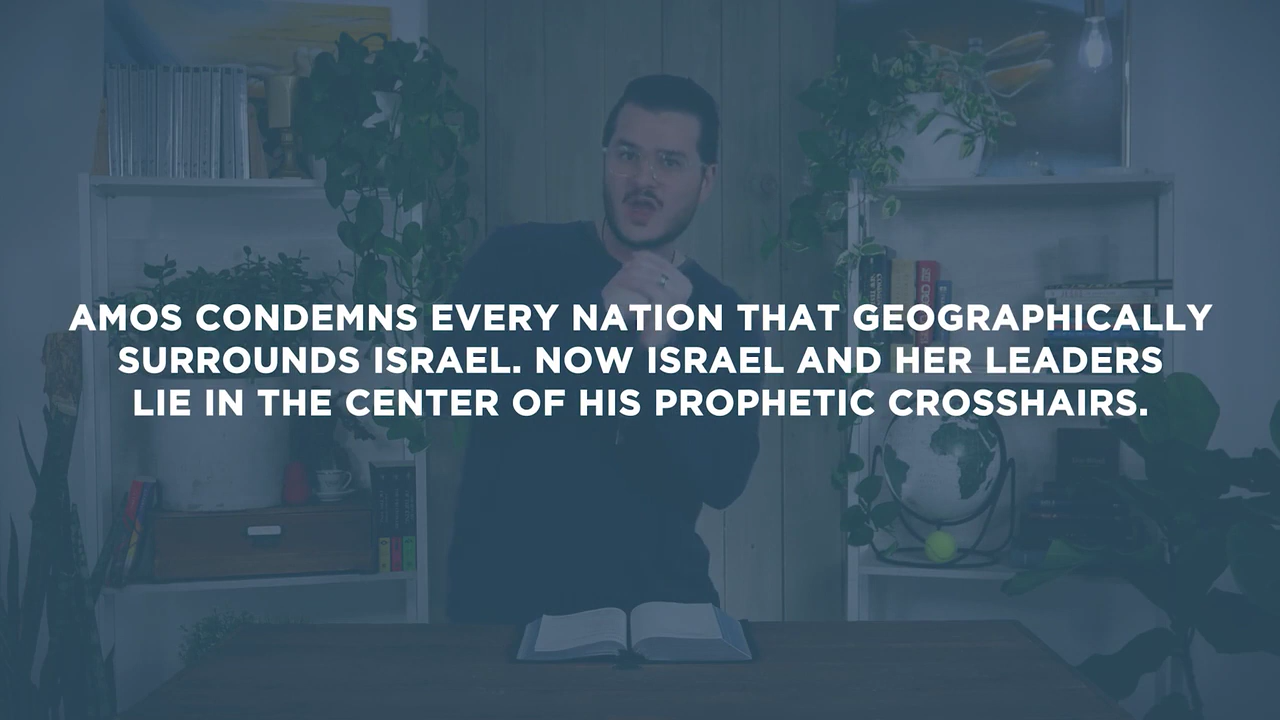 AMOS CONDEMNS EVERY NATION THAT GEOGRAPHICALLY
SURROUNDS ISRAEL. NOW ISRAEL AND HER LEADERS
LIE IN THE CENTER OF HIS PROPHETIC CROSSHAIRS.